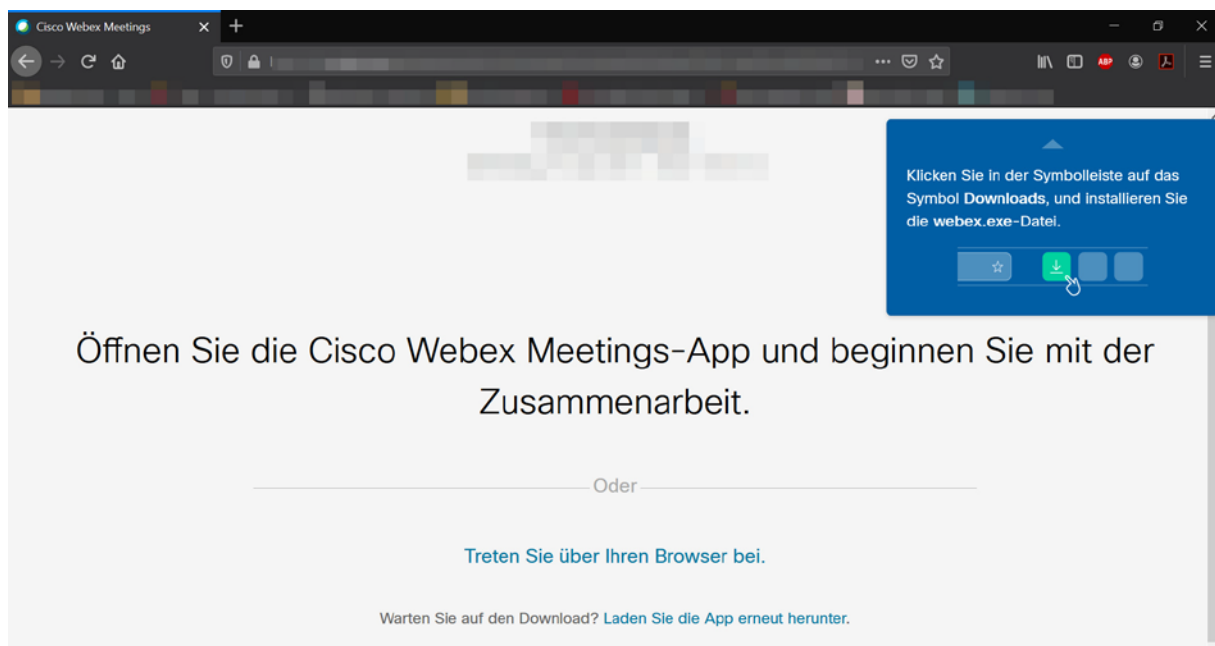 Cisco Webex Meetings
ABP
Klicken Sie in der Symbolleiste auf das
Symbol Downloads, und installieren Sie
die webex.exe-Datei.
Öffnen Sie die Cisco Webex Meetings-App und beginnen Sie mit der
Zusammenarbeit.
Oder
Treten Sie über Ihren Browser bei.
Warten Sie auf den Download? Laden Sie die App erneut herunter.